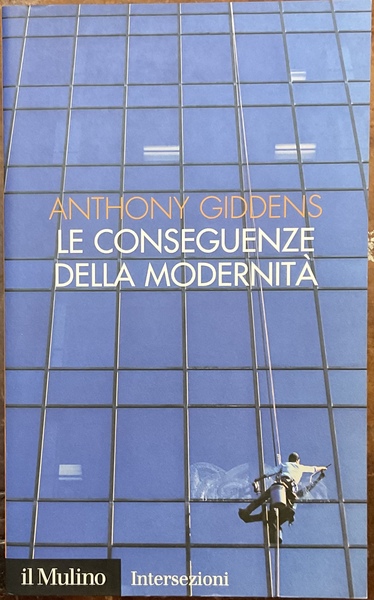 ANTHONY GIDDENS
LE CONSEGUENZE
DELLA MODERNITÀ
il Mulino Intersezioni